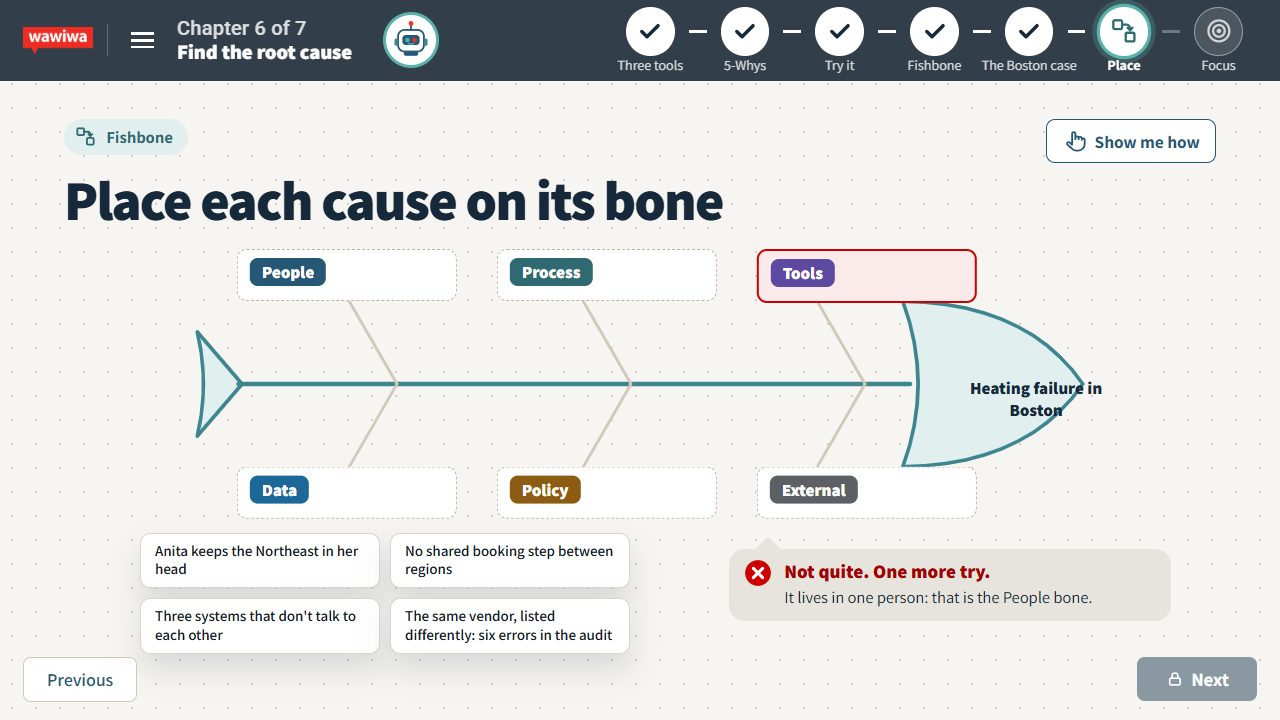 wawiwa
Chapter 6 of 7
Find the root cause
Three tools
5-Whys
Try it
Fishbone
The Boston case
Place
Focus
Fishbone
Show me how
Place each cause on its bone
People
Process
Tools
Heating failure in
Boston
Data
Policy
External
Anita keeps the Northeast in her
head
No shared booking step between
regions
Three systems that don't talk to
each other
The same vendor, listed
differently: six errors in the audit
Not quite. One more try.
It lives in one person: that is the People bone.
Previous
Next